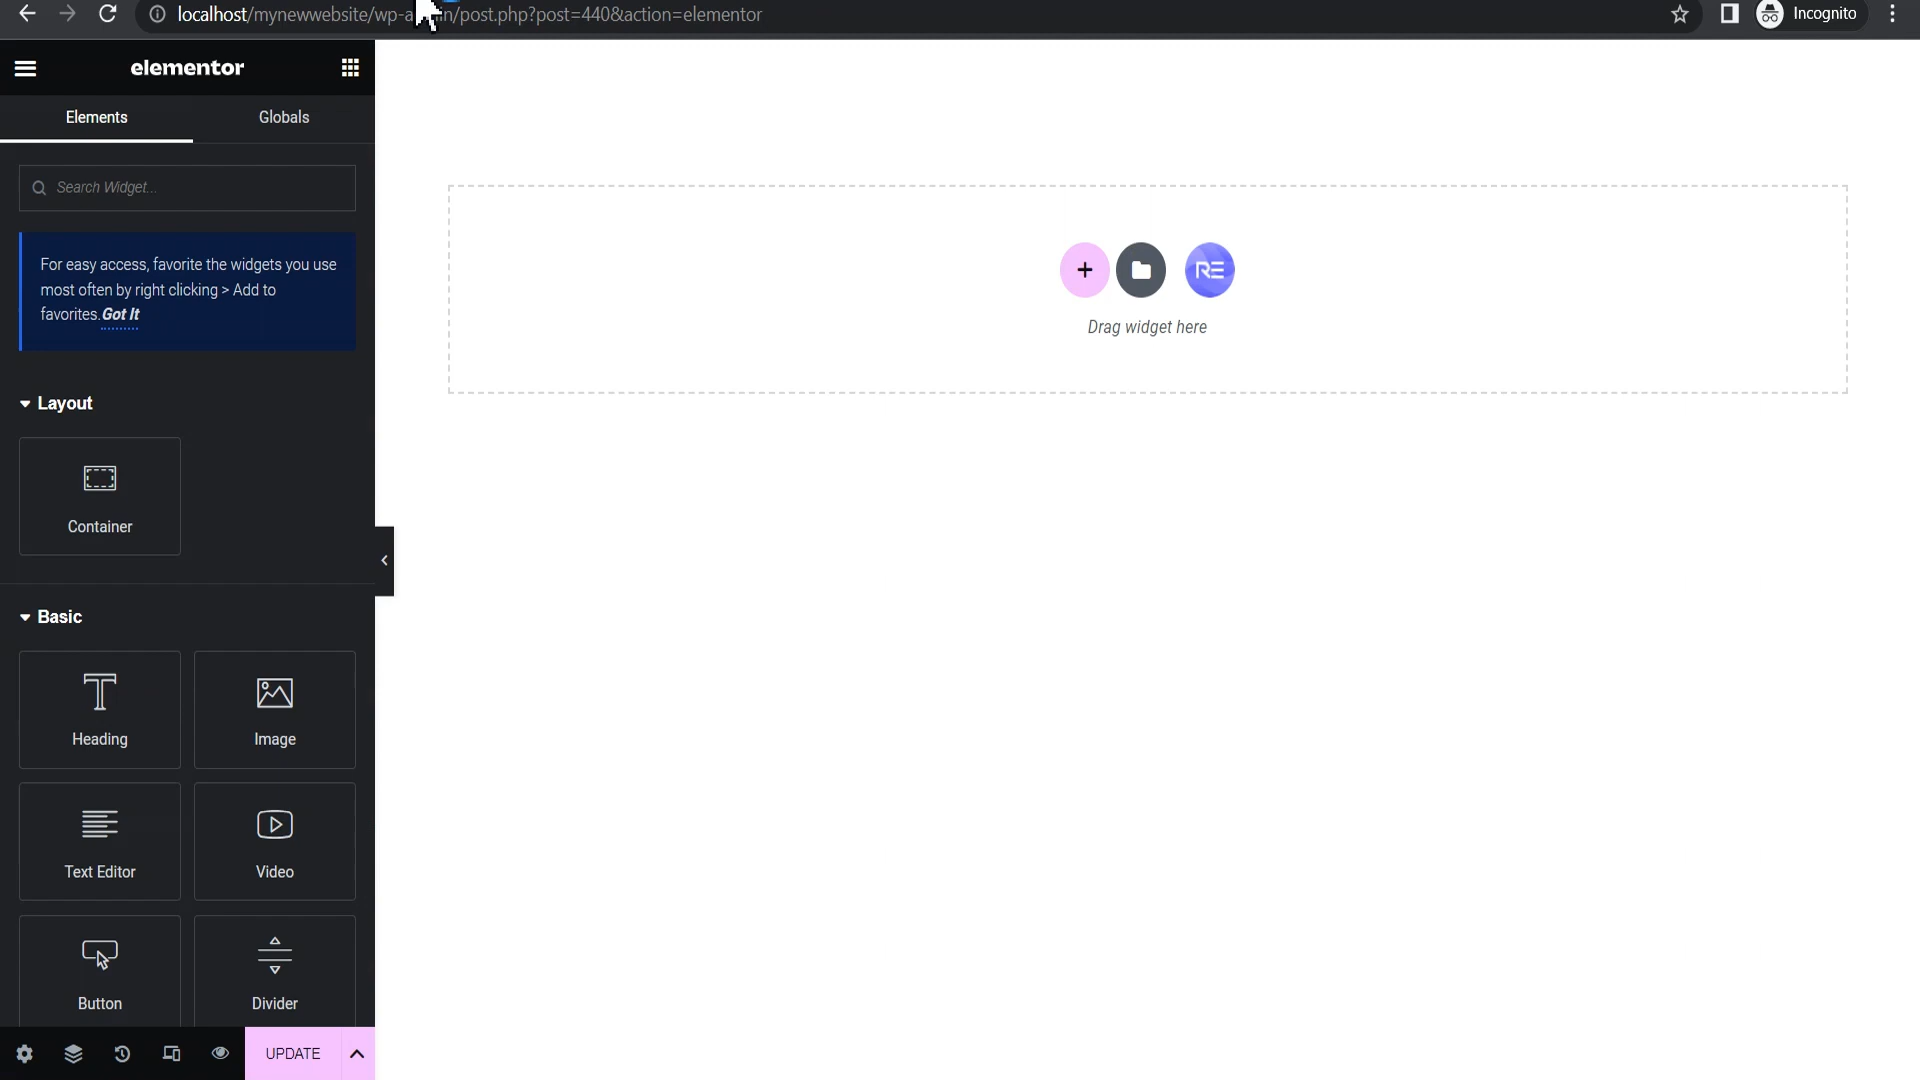 localhost/mynewwebsite/wp-a in/post.php?post=440&action=elementor
Incognito
elementor
Elements
Globals
Search Widget...
For easy access, favorite the widgets you use
most often by right clicking > Add to
favorites. Got It
RE
Drag widget here
Layout
Container
Basic
Heading
Image
Text Editor
Video
Button
Divider
UPDATE